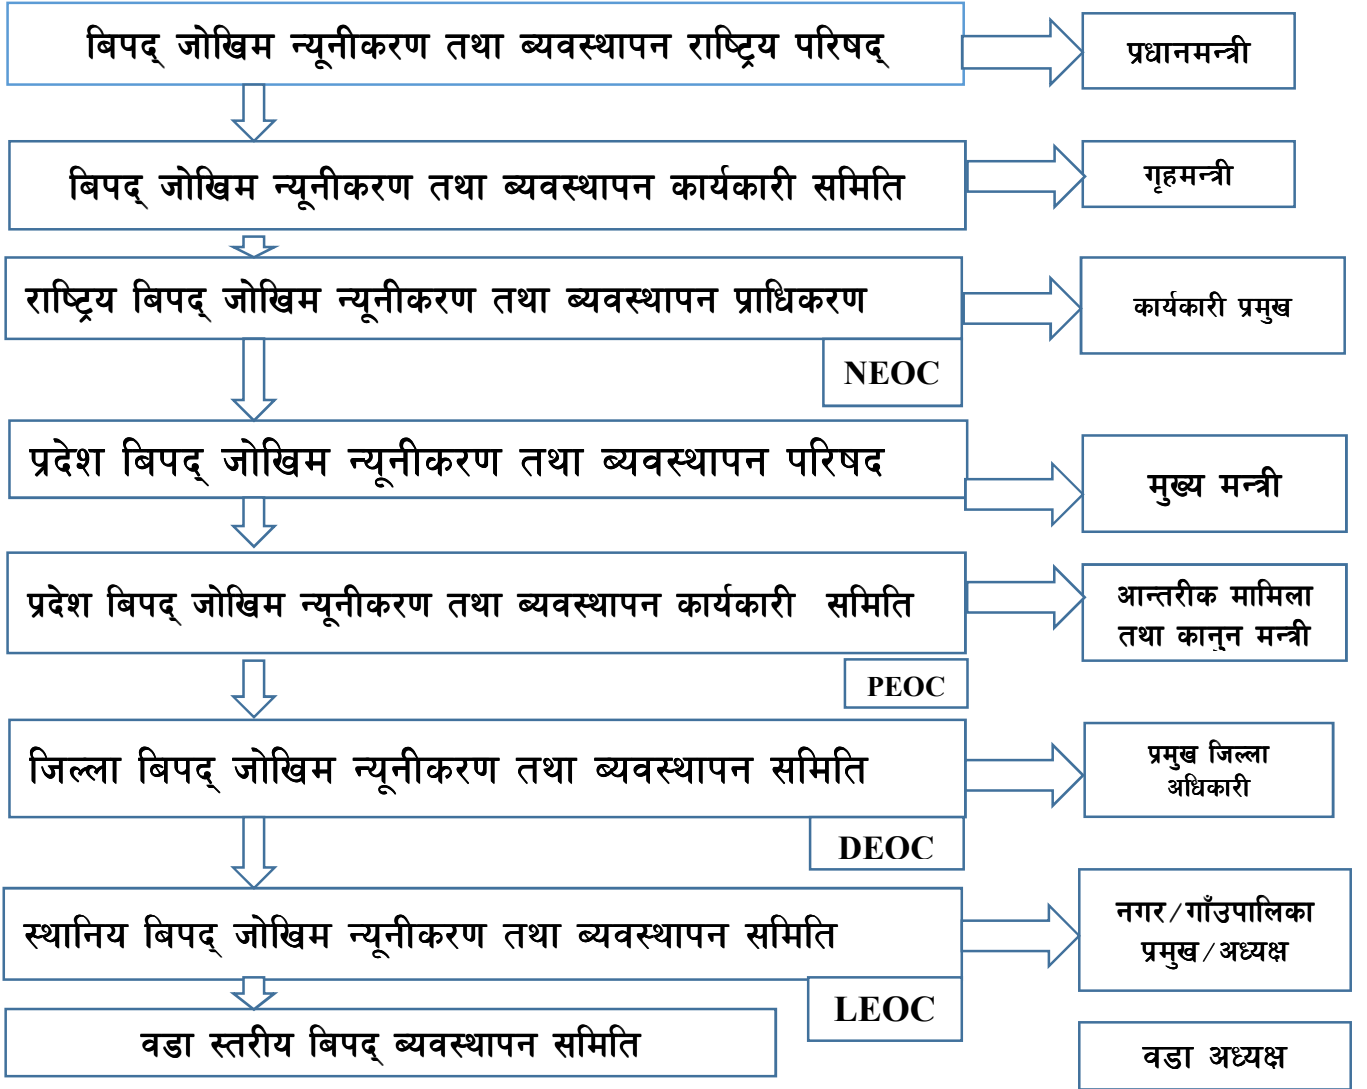 बिपद् जोखिम न्यूनीकरण तथा ब्यवस्थापन राष्ट्रिय परिषद्
प्रधानमन्त्री
बिपद् जोखिम न्यूनीकरण तथा ब्यवस्थापन कार्यकारी समिति
गृहमन्त्री
राष्ट्रिय बिपद् जोखिम न्यूनीकरण तथा ब्यवस्थापन प्राधिकरण
कार्यकारी प्रमुख
NEOC
प्रदेश बिपद् जोखिम न्यूनीकरण तथा ब्यवस्थापन परिषद
मुख्य मन्त्री
प्रदेश बिपद् जोखिम न्यूनीकरण तथा ब्यवस्थापन कार्यकारी समिति
आन्तरीक मामिला
तथा कानुन मन्त्री
PEOC
जिल्ला बिपद् जोखिम न्यूनीकरण तथा ब्यवस्थापन समिति
प्रमुख जिल्ला
अधिकारी
DEOC
स्थानिय बिपद् जोखिम न्यूनीकरण तथा ब्यवस्थापन समिति
नगर/गाँउपालिका
प्रमुख/अध्यक्ष
LEOC
वडा स्तरीय बिपद् ब्यवस्थापन समिति
वडा अध्यक्ष